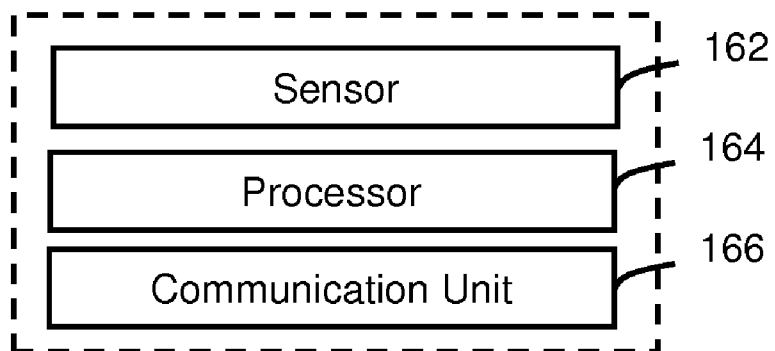 162
Sensor
164
Processor
166
Communication Unit